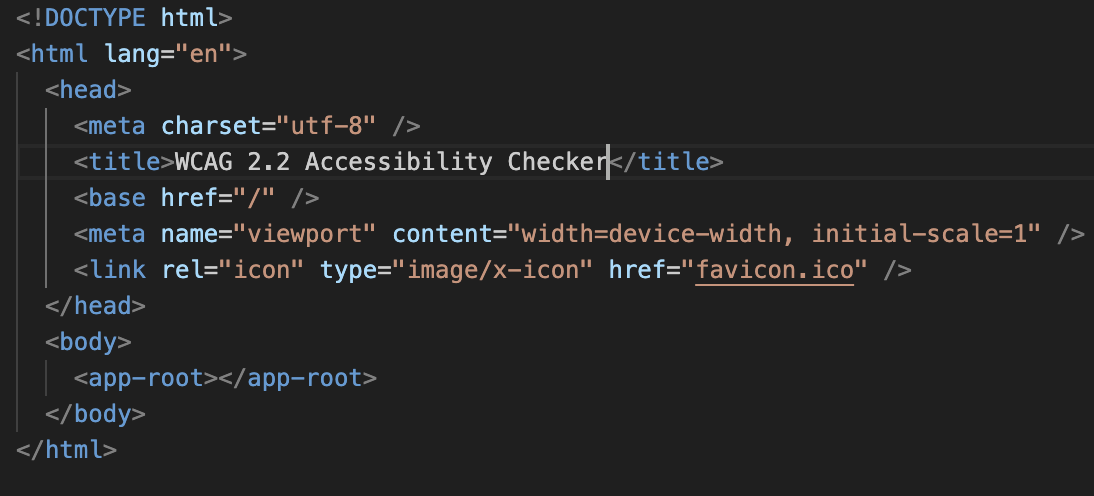 <!DOCTYPE html>
<html lang="en">
  <head>
    <meta charset="utf-8" />
    <title>WCAG 2.2 Accessibility Checker</title>
    <base href="/" />
    <meta name="viewport" content="width=device-width, initial-scale=1" />
    <link rel="icon" type="image/x-icon" href="favicon.ico" />
  </head>
  <body>
    <app-root></app-root>
  </body>
</html>